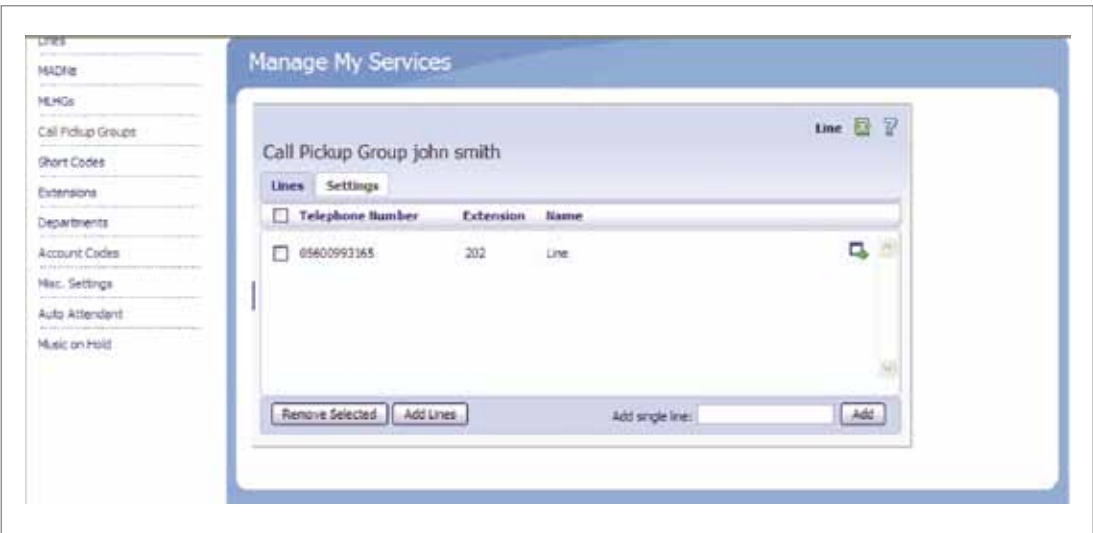 Lines
MADNs
MLHGs
Call Pickup Groups
Short Codes
Extensions
Departments
Account Codes
Misc. Settings
Auto Attendant
Music on Hold
Manage My Services
Line
Call Pickup Group john smith
Lines Settings
Telephone Number Extension Name
05600993165 202 Line
Remove Selected Add Lines Add single line: Add